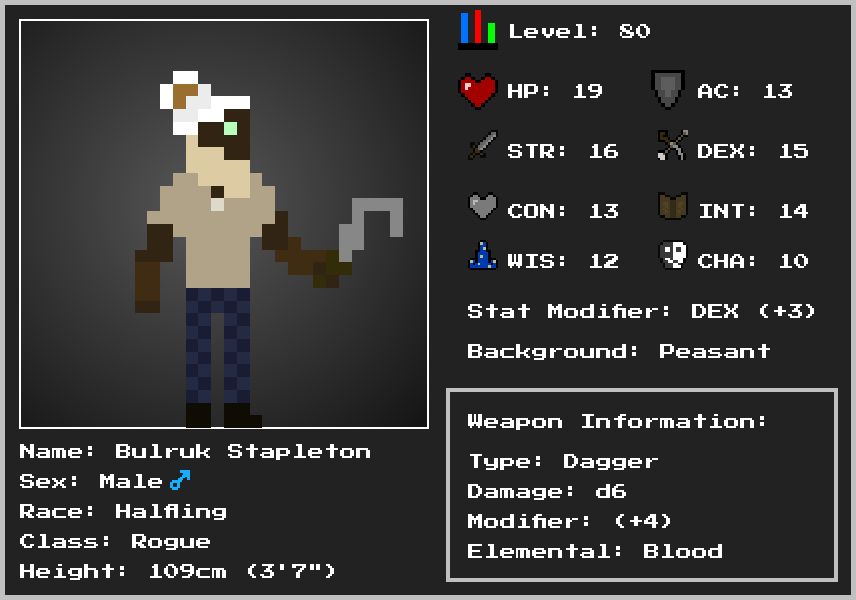 Level: 80
HP: 19 AC: 13
STR: 16 DEX: 15
CON: 13 INT: 14
WIS: 12 CHA: 10
Stat Modifier: DEX (+3)
Background: Peasant
Weapon Information:
Type: Dagger
Damage: d6
Modifier: (+4)
Elemental: Blood
Name: Bulruk Stapleton
Sex: Male ♂
Race: Halfling
Class: Rogue
Height: 109cm (3'7")